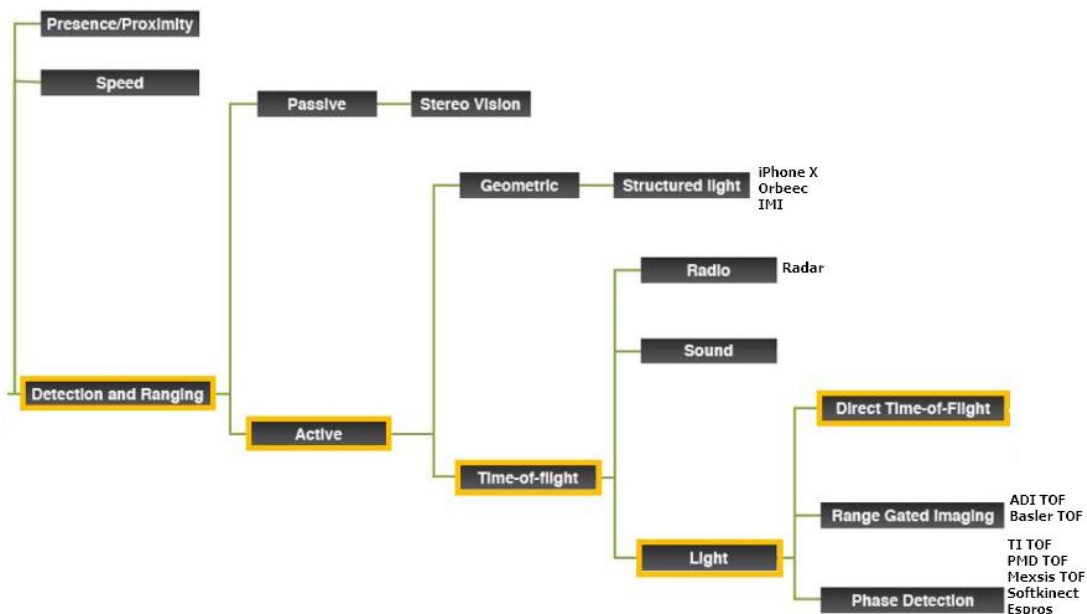 Presence/Proximity
Speed
Passive
Stereo Vision
Geometric
Structured light
iPhone X
Orbeec
IMI
Radio
Radar
Sound
Detection and Ranging
Active
Time-of-flight
Direct Time-of-Flight
Range Gated Imaging
ADI TOF
Basler TOF
Light
Phase Detection
TI TOF
PMD TOF
Mexsis TOF
Softkinect
Espros